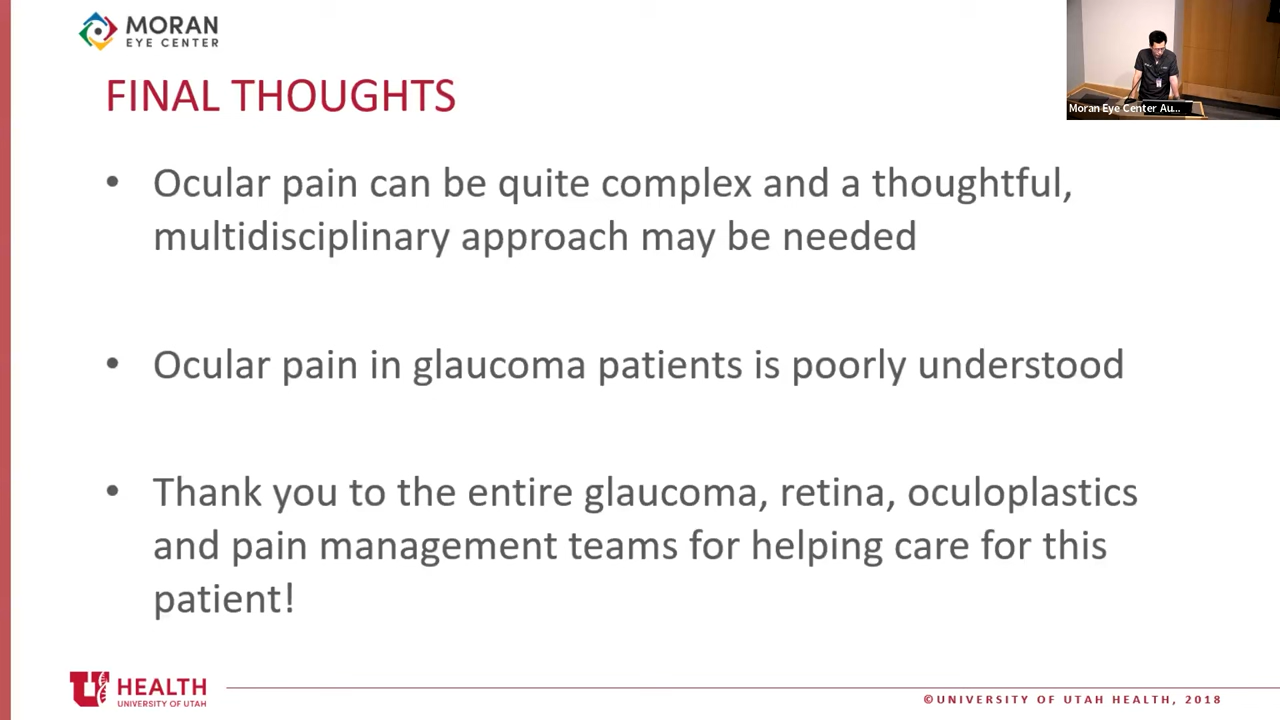 MORAN
EYE CENTER
Moran Eye Center Au...
FINAL THOUGHTS
• Ocular pain can be quite complex and a thoughtful,
multidisciplinary approach may be needed
• Ocular pain in glaucoma patients is poorly understood
• Thank you to the entire glaucoma, retina, oculoplastics
and pain management teams for helping care for this
patient!
U HEALTH
UNIVERSITY OF UTAH
©UNIVERSITY OF UTAH HEALTH, 2018